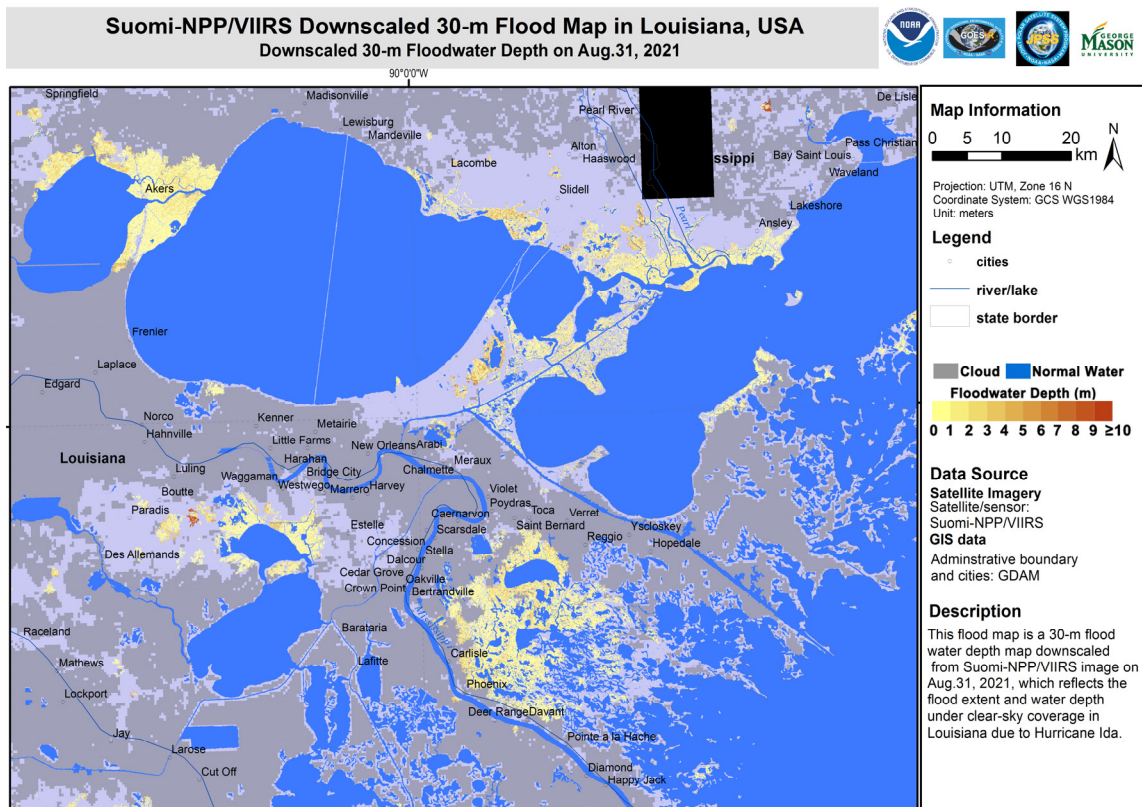 Suomi-NPP/VIIRS Downscaled 30-m Flood Map in Louisiana, USA
Downscaled 30-m Floodwater Depth on Aug.31, 2021
NOAA
GOES R
JPSS
GEORGE
MASON
UNIVERSITY
90°0'0"W
Springfield
Madisonville
De Lisle
Pearl River
Lewisburg
Mandeville
Alton
Haaswood
ssippi
Pass Christian
Bay Saint Louis
Waveland
Lacombe
Akers
Slidell
Lakeshore
Pearl
Ansley
Frenier
Laplace
Edgard
Norco
Kenner
Metairie
Hahnville
Little Farms
New Orleans
Arabi
Louisiana
Luling
Harahan
Meraux
Waggaman
Bridge City
Chalmette
Westwego
Marrero
Harvey
Boutte
Violet
Paradis
Poydras
Caernarvon
Toca
Verret
Estelle
Scarsdale
Saint Bernard
Yscloskey
Concession
Reggio
Hopedale
Des Allemands
Stella
Dalcour
Cedar Grove
Oakville
Crown Point
Bertrandville
Raceland
Barataria
Mathews
Lafitte
Carlisle
Lockport
Phoenix
Deer Range
Davant
Jay
Pointe a la Hache
Larose
Cut Off
Diamond
Happy Jack
Map Information
0 5 10 20
km
N
Projection: UTM, Zone 16 N
Coordinate System: GCS WGS1984
Unit: meters
Legend
cities
river/lake
state border
Cloud Normal Water
Floodwater Depth (m)
0 1 2 3 4 5 6 7 8 9 ≥10
Data Source
Satellite Imagery
Satellite/sensor:
Suomi-NPP/VIIRS
GIS data
Adminstrative boundary
and cities: GDAM
Description
This flood map is a 30-m flood
water depth map downscaled
from Suomi-NPP/VIIRS image on
Aug.31, 2021, which reflects the
flood extent and water depth
under clear-sky coverage in
Louisiana due to Hurricane Ida.